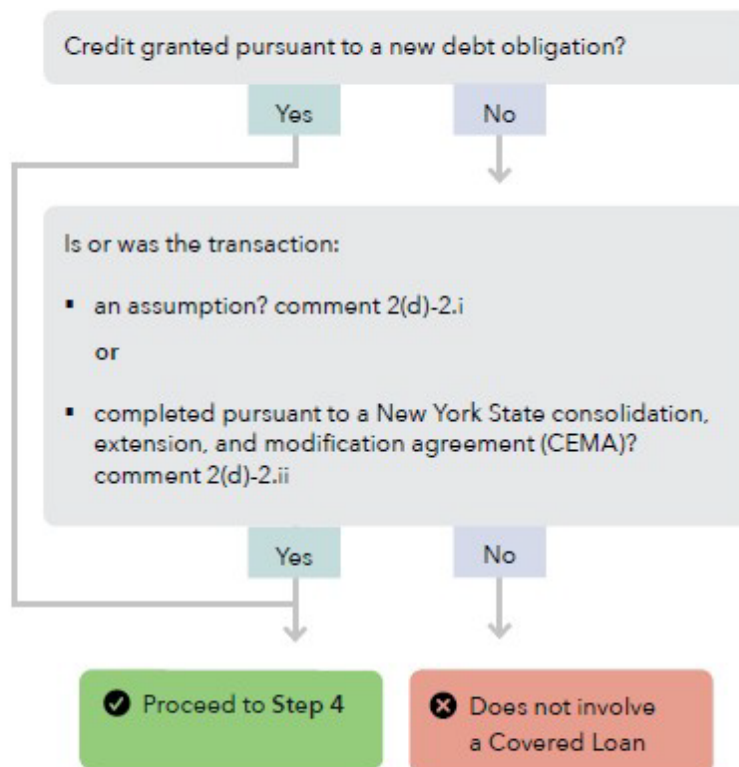 Credit granted pursuant to a new debt obligation?
Yes
No
Is or was the transaction:
▪ an assumption? comment 2(d)-2.i
or
▪ completed pursuant to a New York State consolidation,
extension, and modification agreement (CEMA)?
comment 2(d)-2.ii
Yes
No
Proceed to Step 4
Does not involve
a Covered Loan